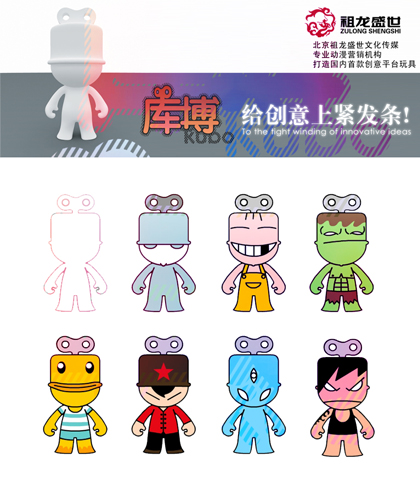 祖龙盛世
ZULONG SHENGSHI
北京祖龙盛世文化传媒
专业动漫营销机构
打造国内首款创意平台玩具
库博
Kubo
给创意上紧发条!
To the tight winding of innovative ideas